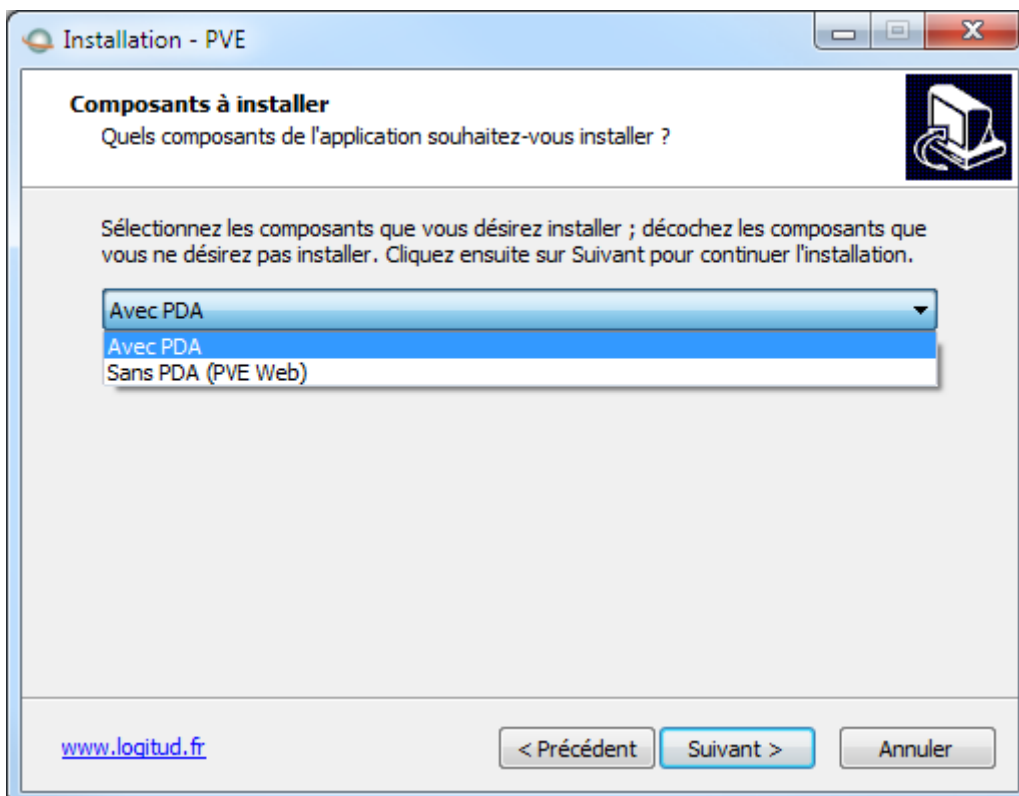 Installation - PVE
Composants à installer
Quels composants de l'application souhaitez-vous installer ?
Sélectionnez les composants que vous désirez installer ; décochez les composants que
vous ne désirez pas installer. Cliquez ensuite sur Suivant pour continuer l'installation.
Avec PDA
Avec PDA
Sans PDA (PVE Web)
www.logitud.fr
< Précédent
Suivant >
Annuler